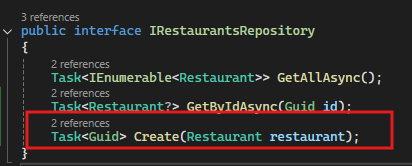 3 references
public interface IRestaurantsRepository
{
2 references
Task<IEnumerable<Restaurant>> GetAllAsync();
2 references
Task<Restaurant?> GetByIdAsync(Guid id);
2 references
Task<Guid> Create(Restaurant restaurant);
}